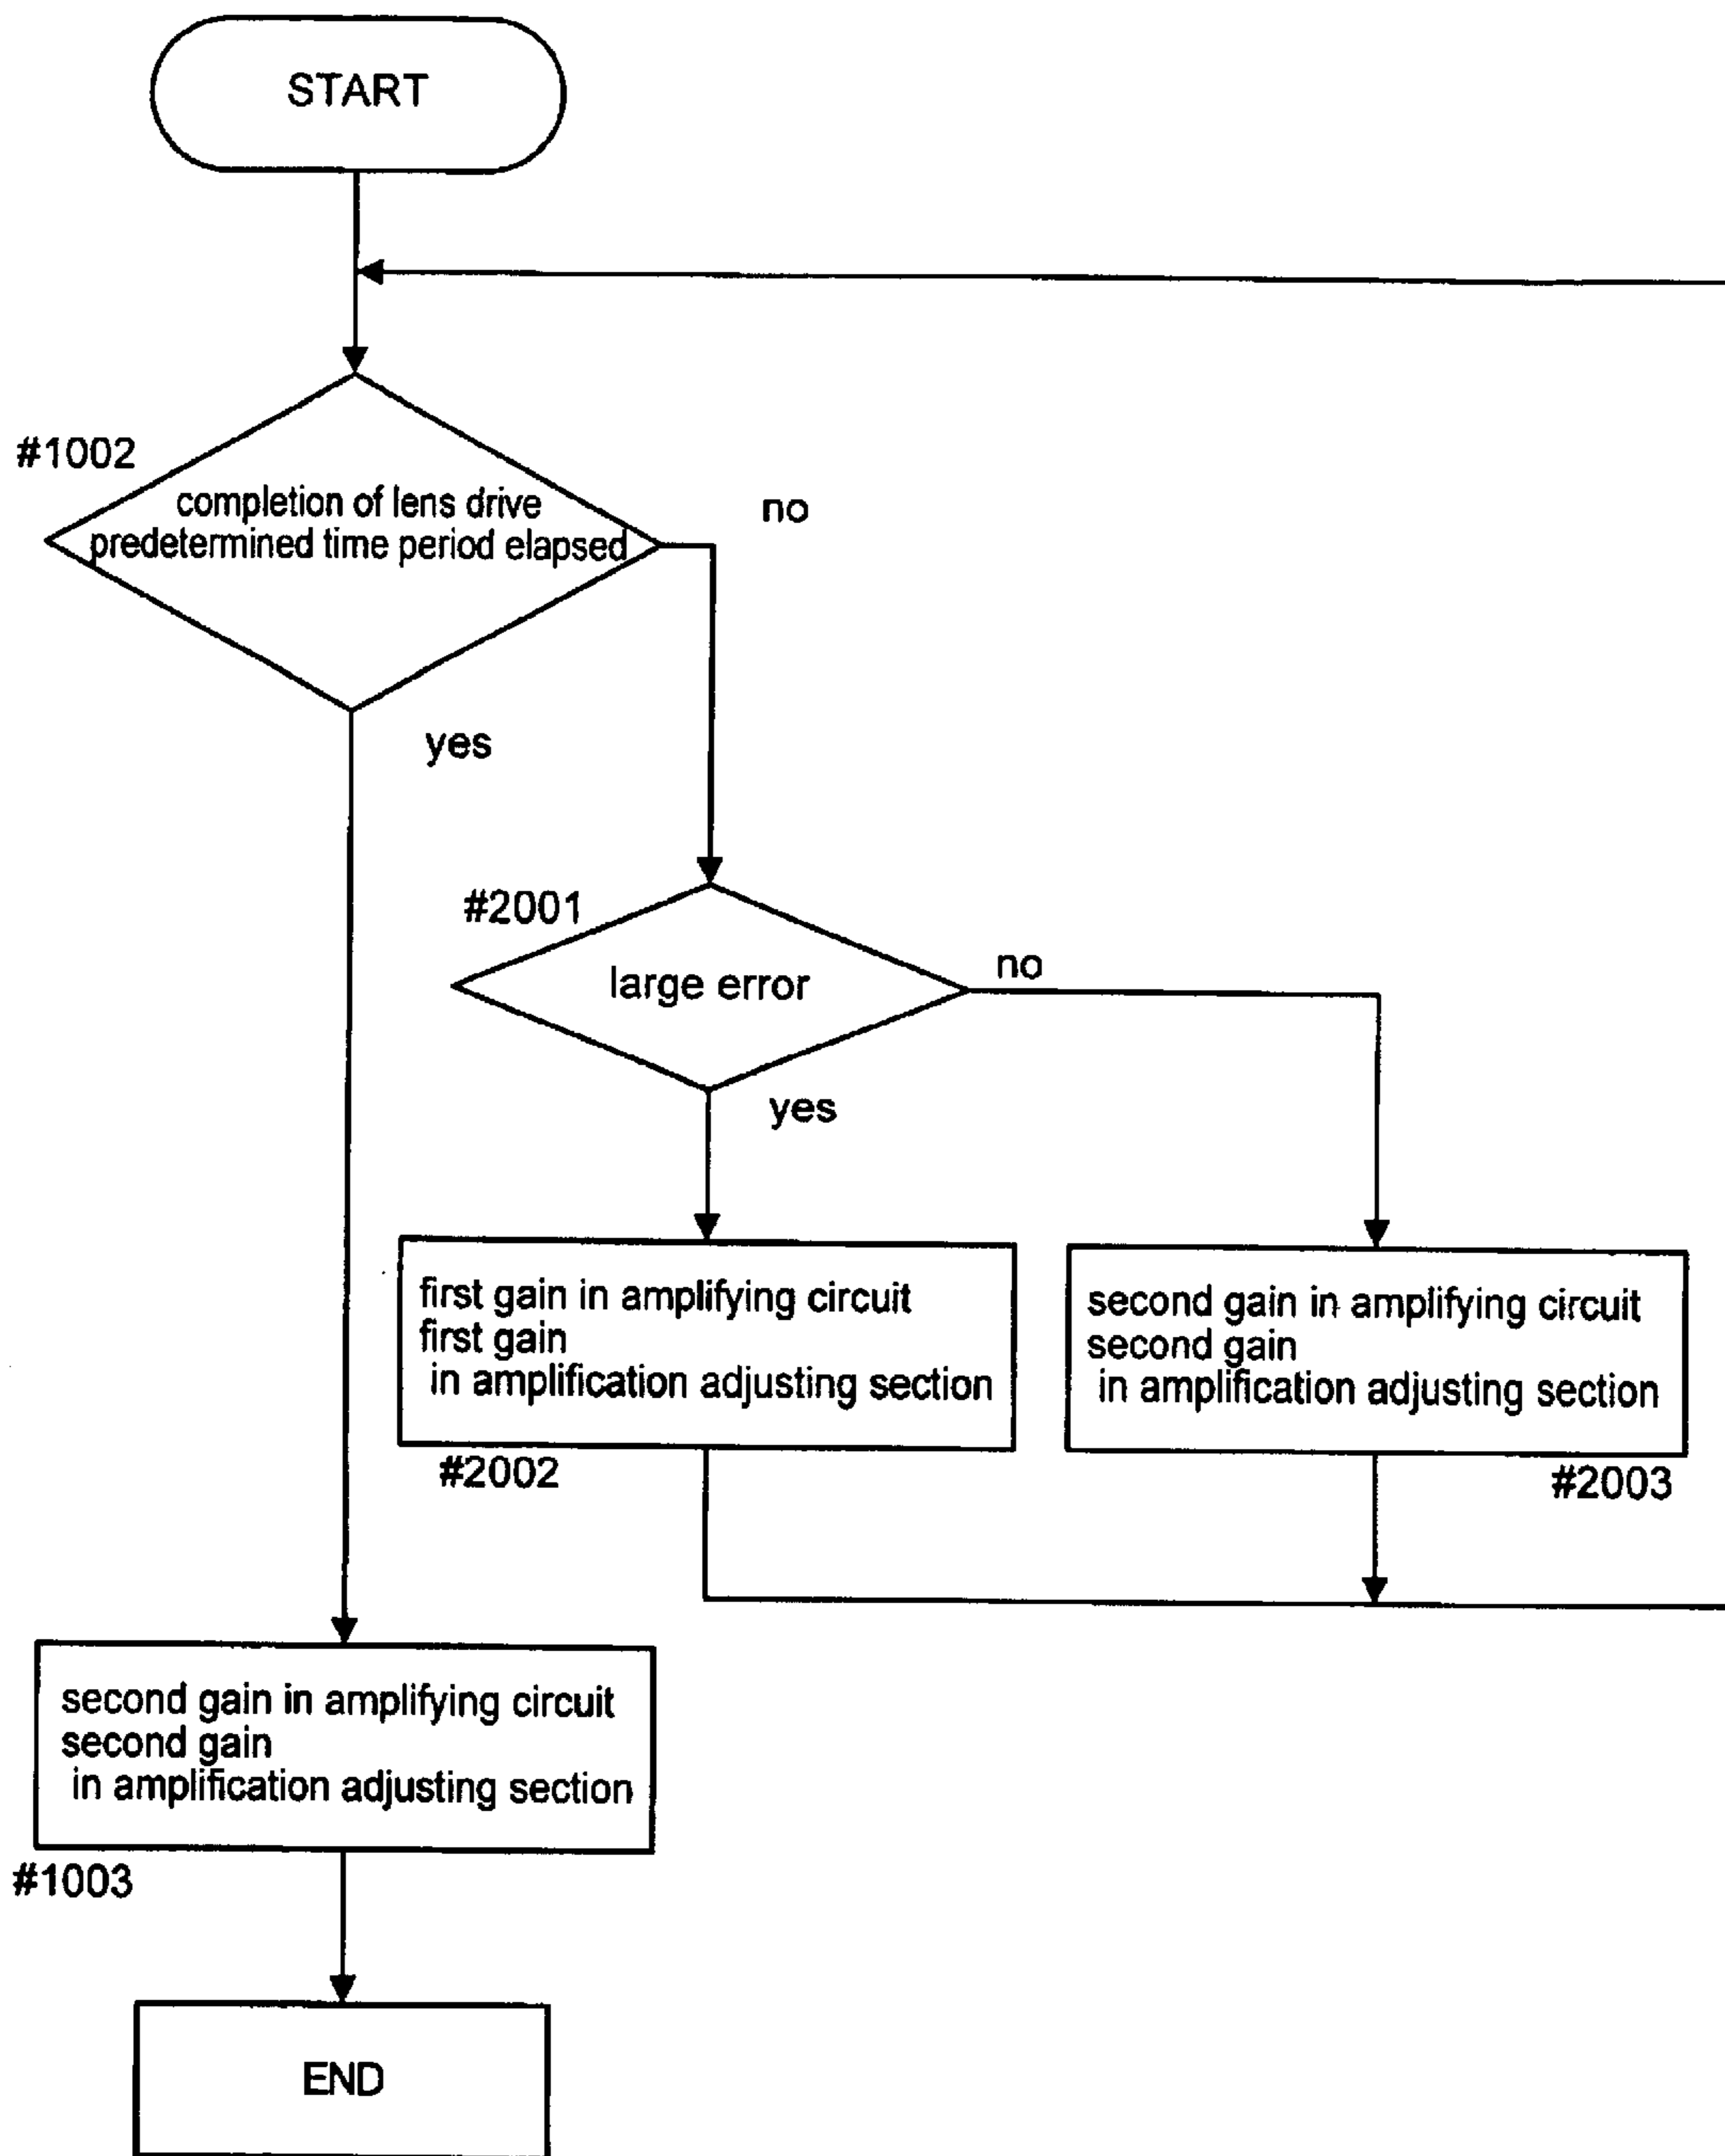 START
#1002
completion of lens drive
predetermined time period elapsed
no
yes
#2001
large error
no
yes
first gain in amplifying circuit
first gain
in amplification adjusting section
#2002
second gain in amplifying circuit
second gain
in amplification adjusting section
#2003
second gain in amplifying circuit
second gain
in amplification adjusting section
#1003
END